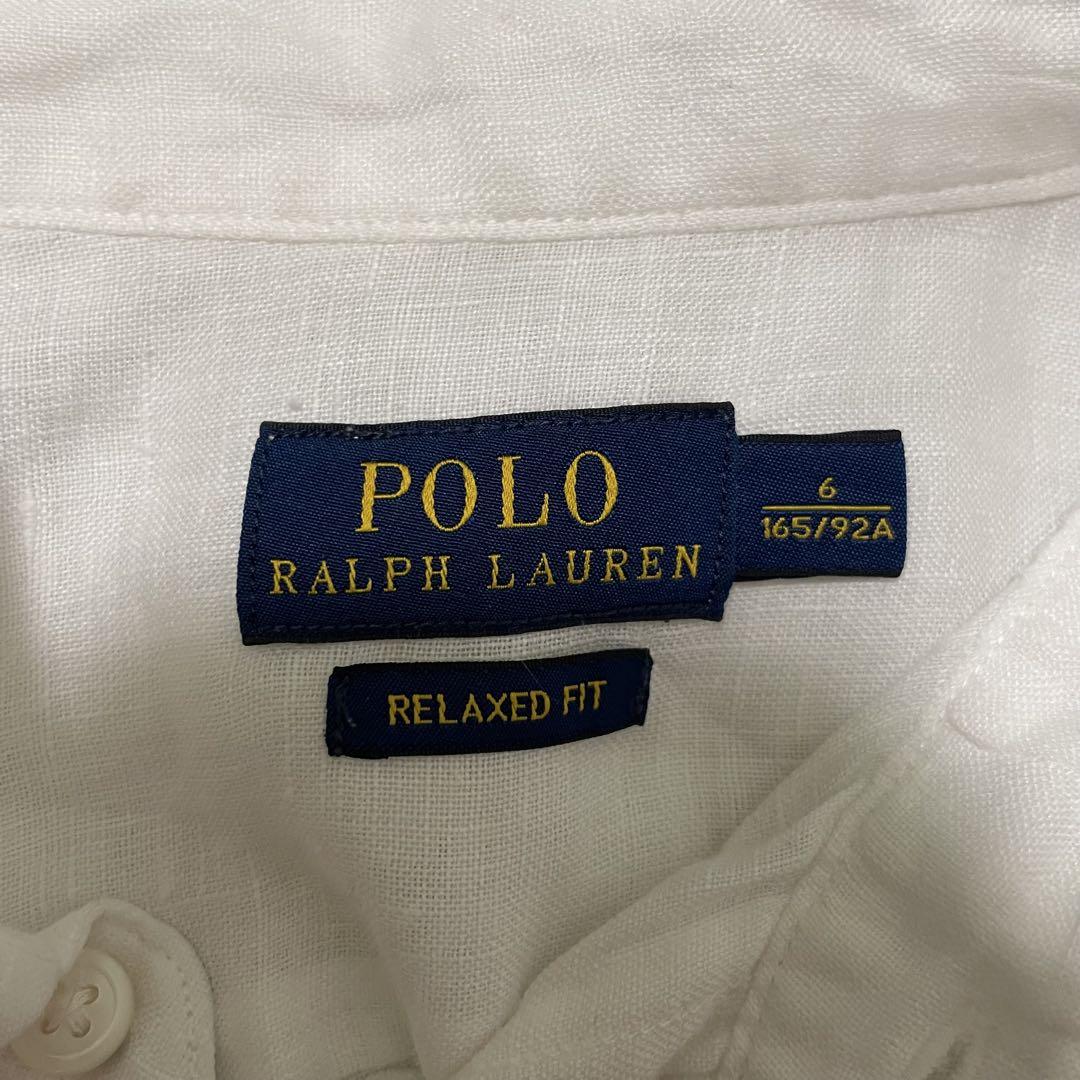 POLO
RALPH LAUREN
6
165/92A
RELAXED FIT